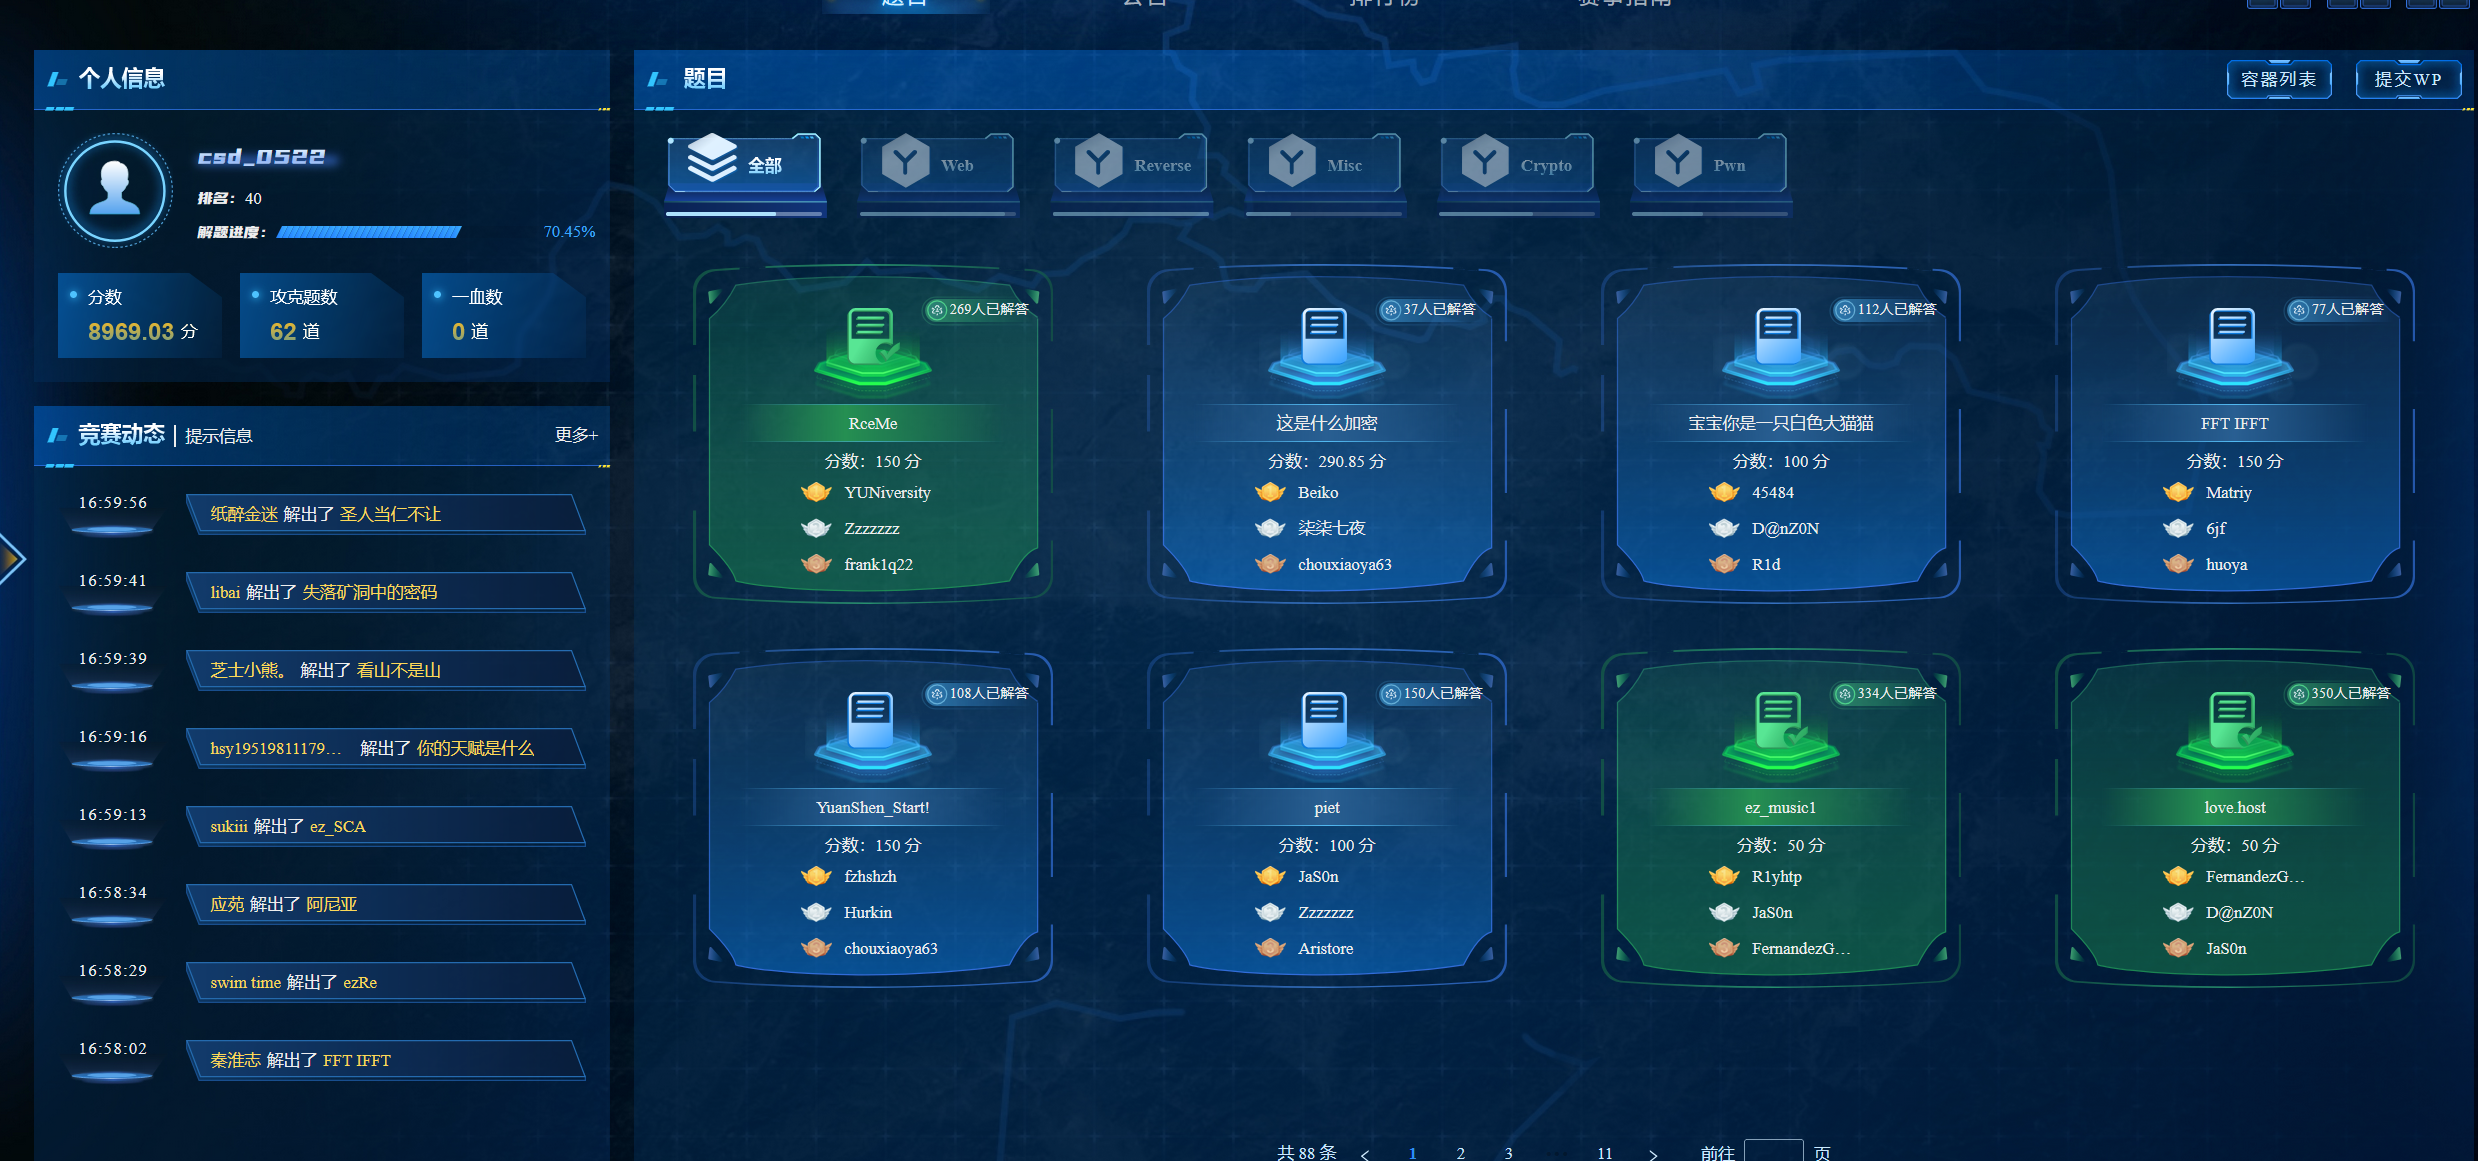 题目 公告 排行榜 赛事指南
个人信息
csd_0522
排名：40
解题进度： 70.45%
分数
8969.03 分
攻克题数
62 道
一血数
0 道
竞赛动态 | 提示信息 更多+
16:59:56 纸醉金迷 解出了 圣人当仁不让
16:59:41 libai 解出了 失落矿洞中的密码
16:59:39 芝士小熊。 解出了 看山不是山
16:59:16 hsy19519811179... 解出了 你的天赋是什么
16:59:13 sukiii 解出了 ez_SCA
16:58:34 应苑 解出了 阿尼亚
16:58:29 swim time 解出了 ezRe
16:58:02 秦淮志 解出了 FFT IFFT
题目 容器列表 提交WP
全部 Web Reverse Misc Crypto Pwn
269人已解答
RceMe
分数：150 分
YUNiversity
Zzzzzzz
frank1q22
37人已解答
这是什么加密
分数：290.85 分
Beiko
柒柒七夜
chouxiaoya63
112人已解答
宝宝你是一只白色大猫猫
分数：100 分
45484
D@nZ0N
R1d
77人已解答
FFT IFFT
分数：150 分
Matriy
6jf
huoya
108人已解答
YuanShen_Start!
分数：150 分
fzhshzh
Hurkin
chouxiaoya63
150人已解答
piet
分数：100 分
JaS0n
Zzzzzzz
Aristore
334人已解答
ez_music1
分数：50 分
R1yhtp
JaS0n
FernandezG...
350人已解答
love.host
分数：50 分
FernandezG...
D@nZ0N
JaS0n
共 88 条 < 1 2 3 ... 11 > 前往 页